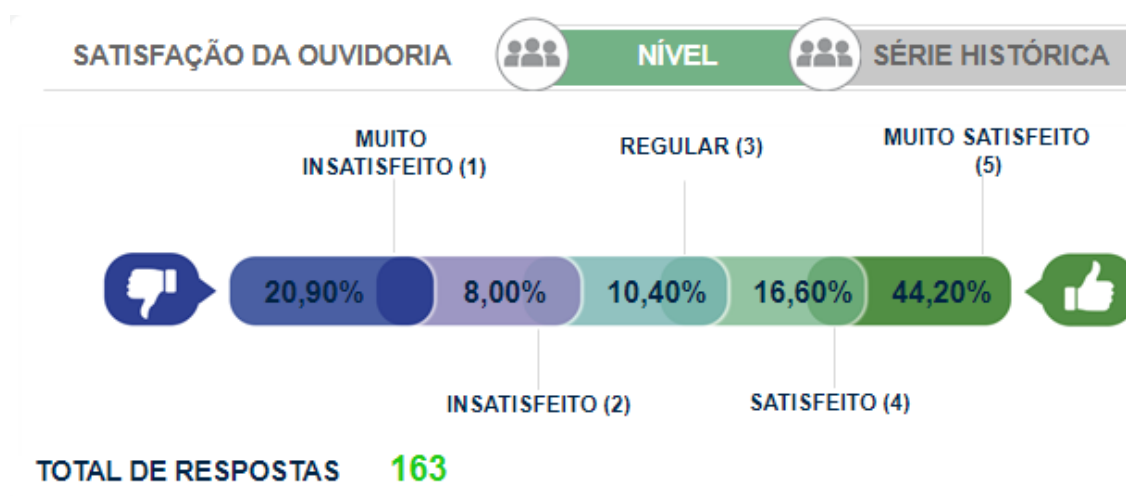 SATISFAÇÃO DA OUVIDORIA
NÍVEL
SÉRIE HISTÓRICA
MUITO
INSATISFEITO (1)
REGULAR (3)
MUITO SATISFEITO
(5)
20,90%
8,00%
10,40%
16,60%
44,20%
INSATISFEITO (2)
SATISFEITO (4)
TOTAL DE RESPOSTAS 163